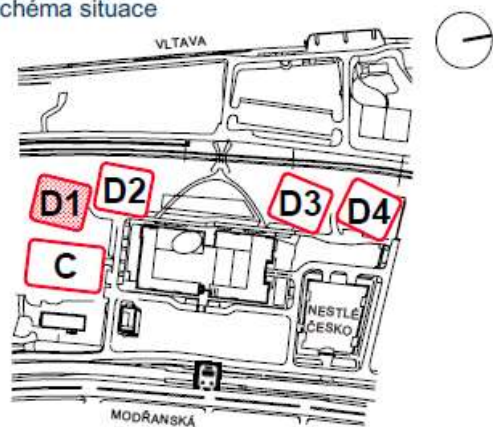 chéma situace
VLTAVA
D1
D2
D3
D4
C
NESTLÉ
ČESKO
MODŘANSKÁ